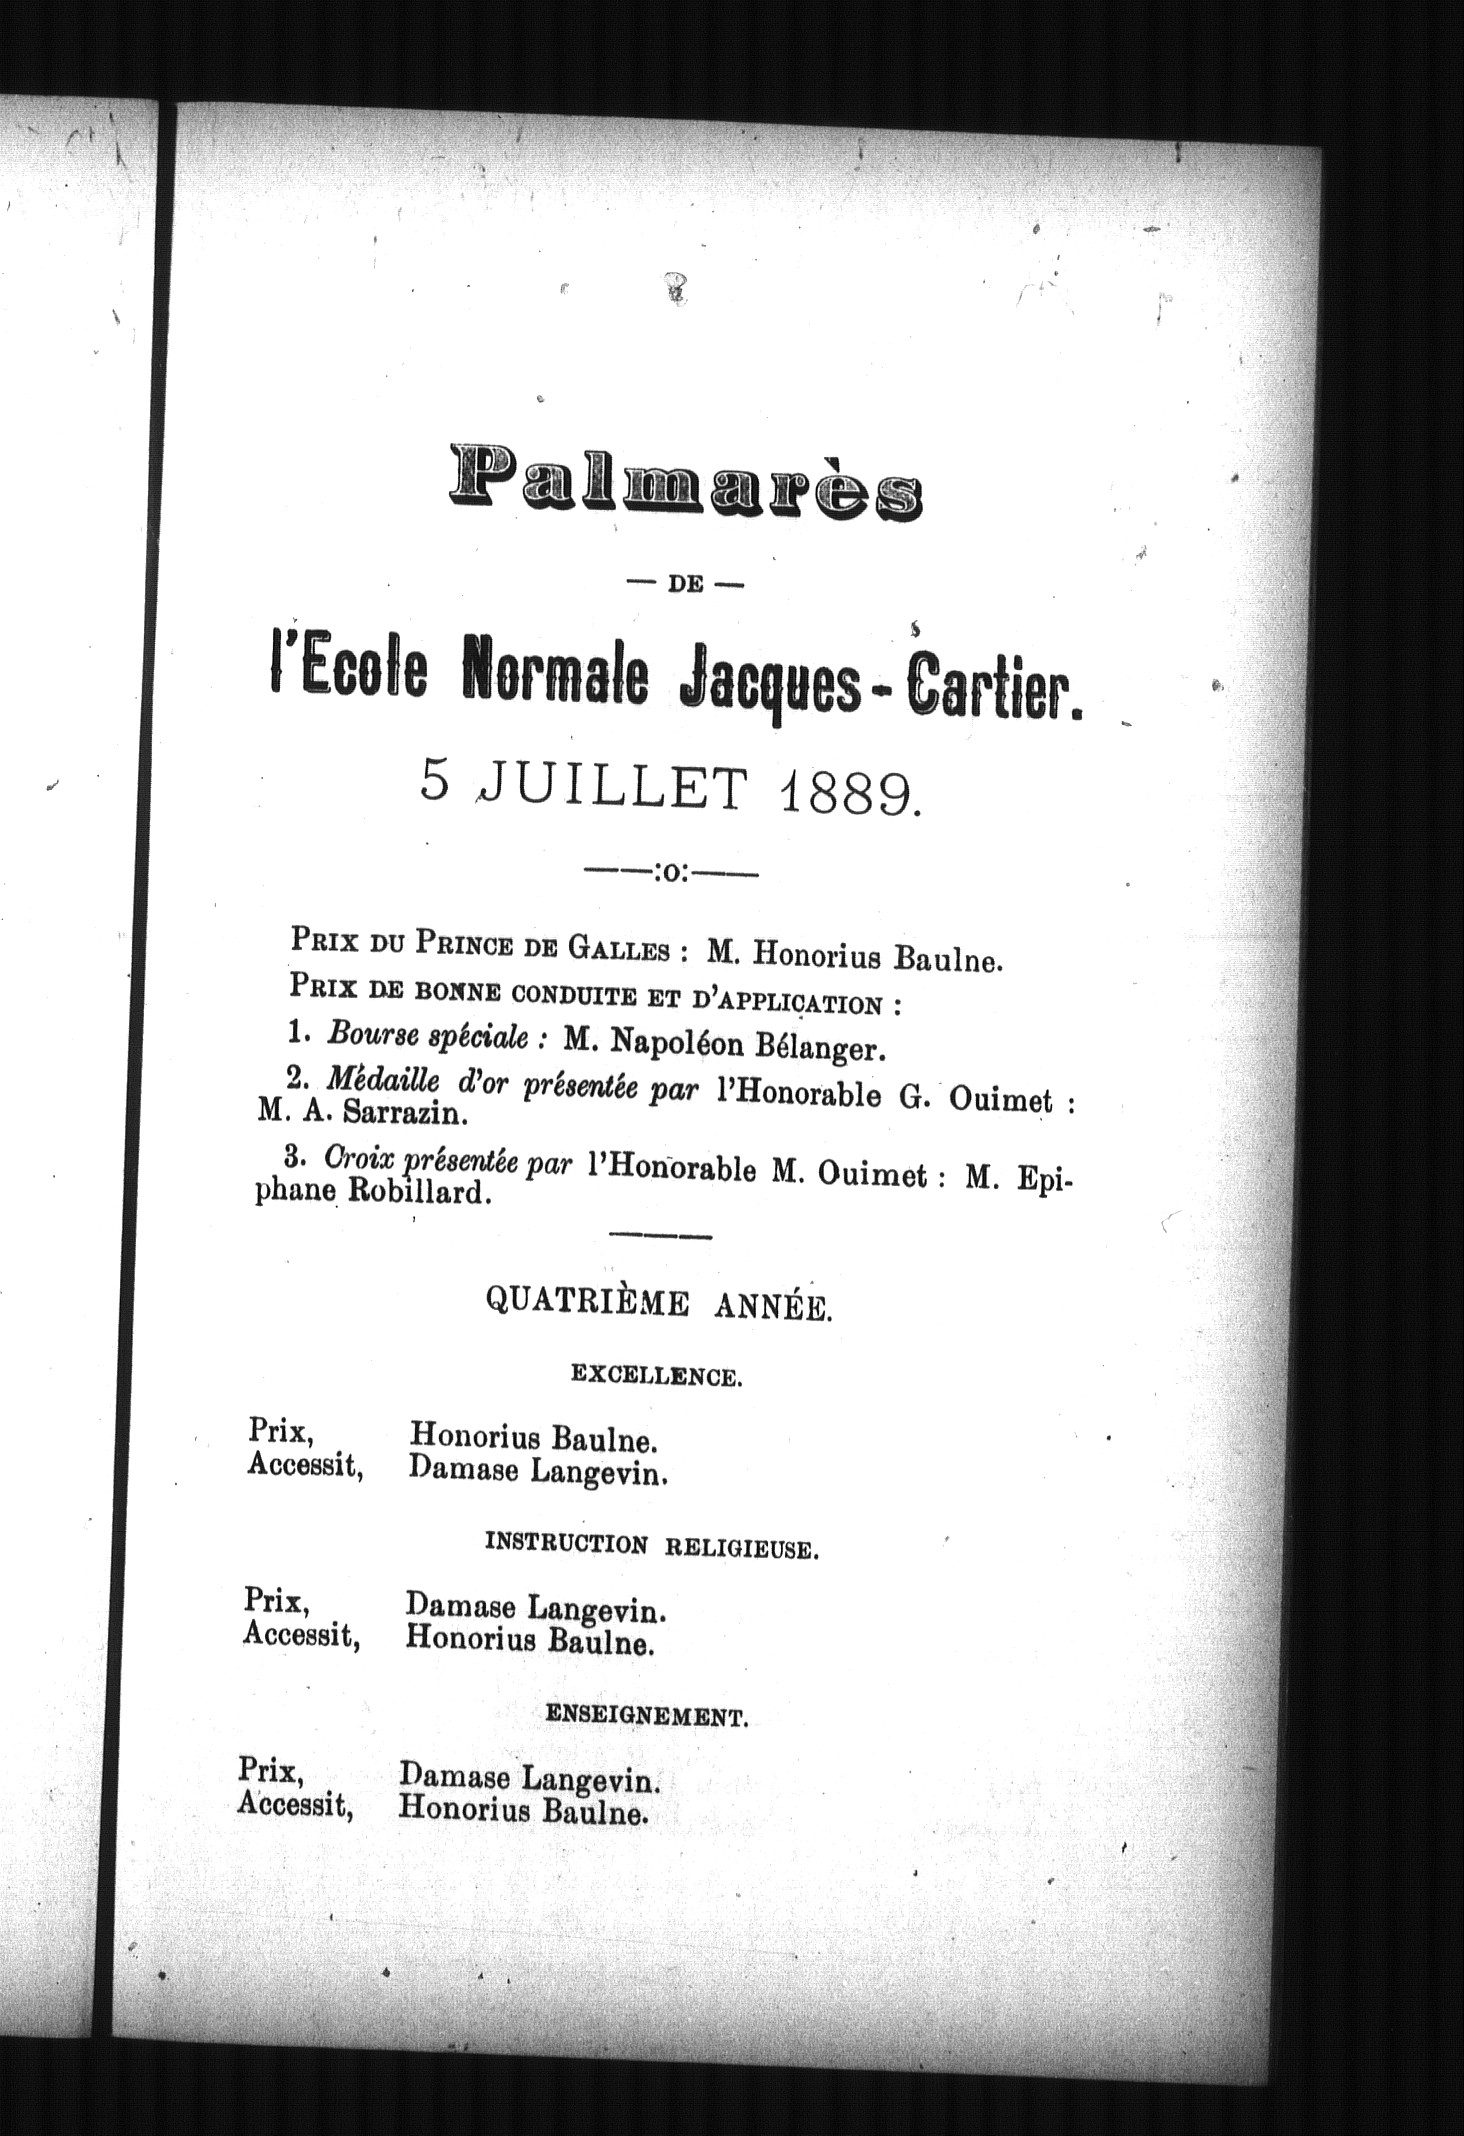 Palmarès
— DE —
l'Ecole Normale Jacques-Cartier.
5 JUILLET 1889.
——:o:——
PRIX DU PRINCE DE GALLES : M. Honorius Baulne.
PRIX DE BONNE CONDUITE ET D'APPLICATION :
1. Bourse spéciale : M. Napoléon Bélanger.
2. Médaille d'or présentée par l'Honorable G. Ouimet :
M. A. Sarrazin.
3. Croix présentée par l'Honorable M. Ouimet : M. Epi-
phane Robillard.
QUATRIÈME ANNÉE.
EXCELLENCE.
Prix, Honorius Baulne.
Accessit, Damase Langevin.
INSTRUCTION RELIGIEUSE.
Prix, Damase Langevin.
Accessit, Honorius Baulne.
ENSEIGNEMENT.
Prix, Damase Langevin.
Accessit, Honorius Baulne.